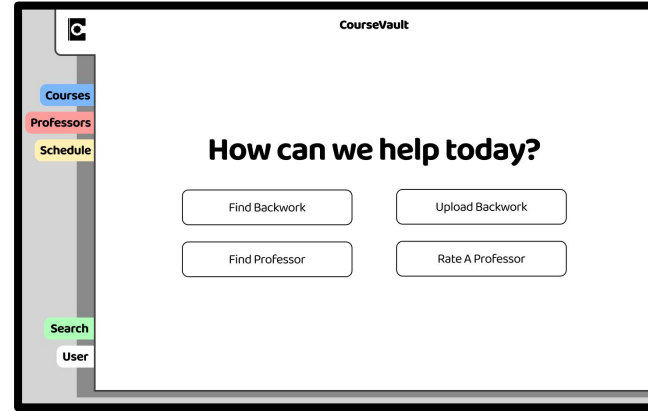 CourseVault
Courses
Professors
Schedule
How can we help today?
Find Backwork
Upload Backwork
Find Professor
Rate A Professor
Search
User